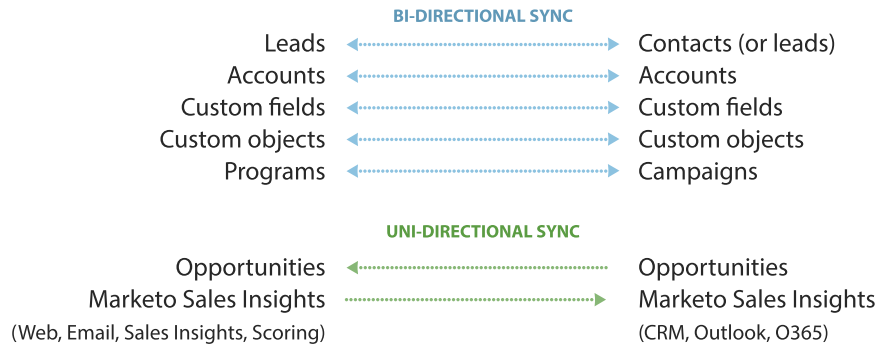 BI-DIRECTIONAL SYNC
Leads Contacts (or leads)
Accounts Accounts
Custom fields Custom fields
Custom objects Custom objects
Programs Campaigns
UNI-DIRECTIONAL SYNC
Opportunities Opportunities
Marketo Sales Insights Marketo Sales Insights
(Web, Email, Sales Insights, Scoring) (CRM, Outlook, O365)